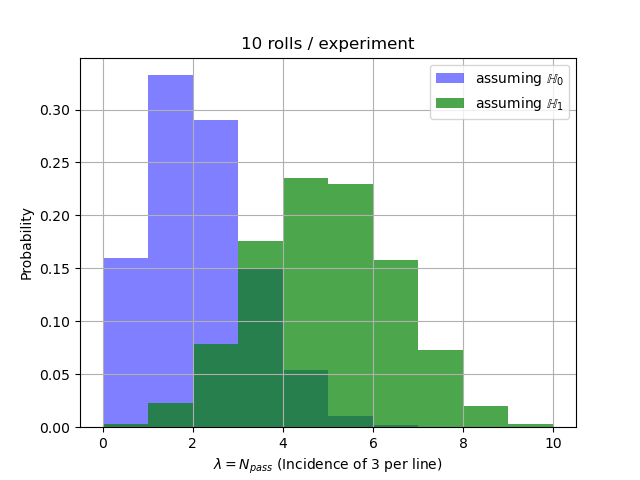 10 rolls / experiment
assuming ℍ₀
assuming ℍ₁
Probability
0.30
0.25
0.20
0.15
0.10
0.05
0.00
0 2 4 6 8 10
λ = N_pass (Incidence of 3 per line)